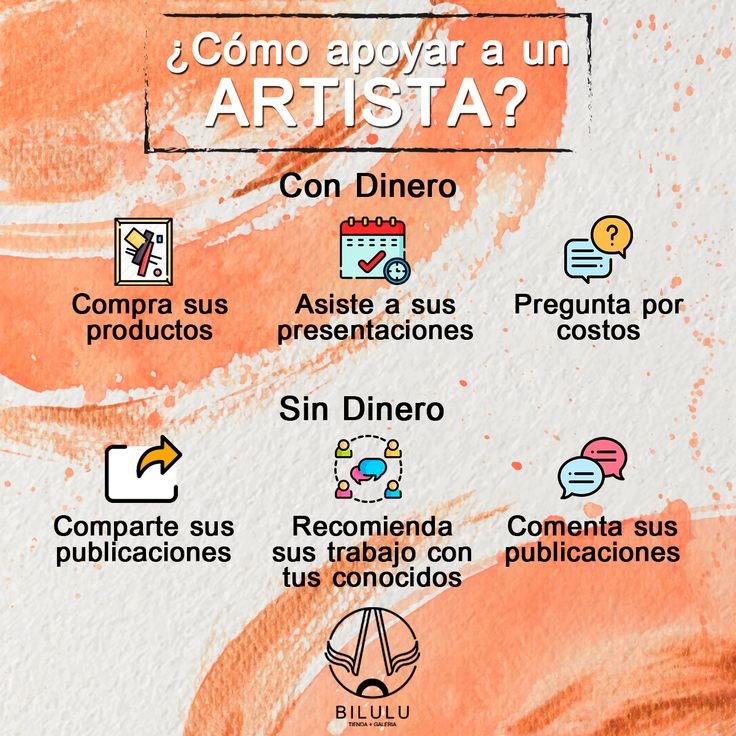 ¿Cómo apoyar a un
ARTISTA?
Con Dinero
Compra sus
productos
Asiste a sus
presentaciones
?
Pregunta por
costos
Sin Dinero
Comparte sus
publicaciones
Recomienda
sus trabajo con
tus conocidos
Comenta sus
publicaciones
BILULU
TIENDA + GALERIA